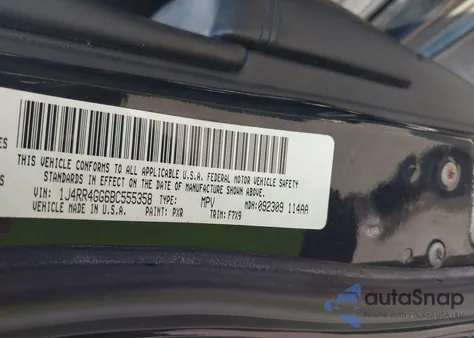 ES
THIS VEHICLE CONFORMS TO ALL APPLICABLE U.S.A. FEDERAL MOTOR VEHICLE SAFETY
STANDARDS IN EFFECT ON THE DATE OF MANUFACTURE SHOWN ABOVE.
VIN: 1J4RR4GG6BC555358 TYPE: MPV MDH: 092309 114AA
VEHICLE MADE IN U.S.A. PAINT: PXR TRIM: F7X9
autoSnap